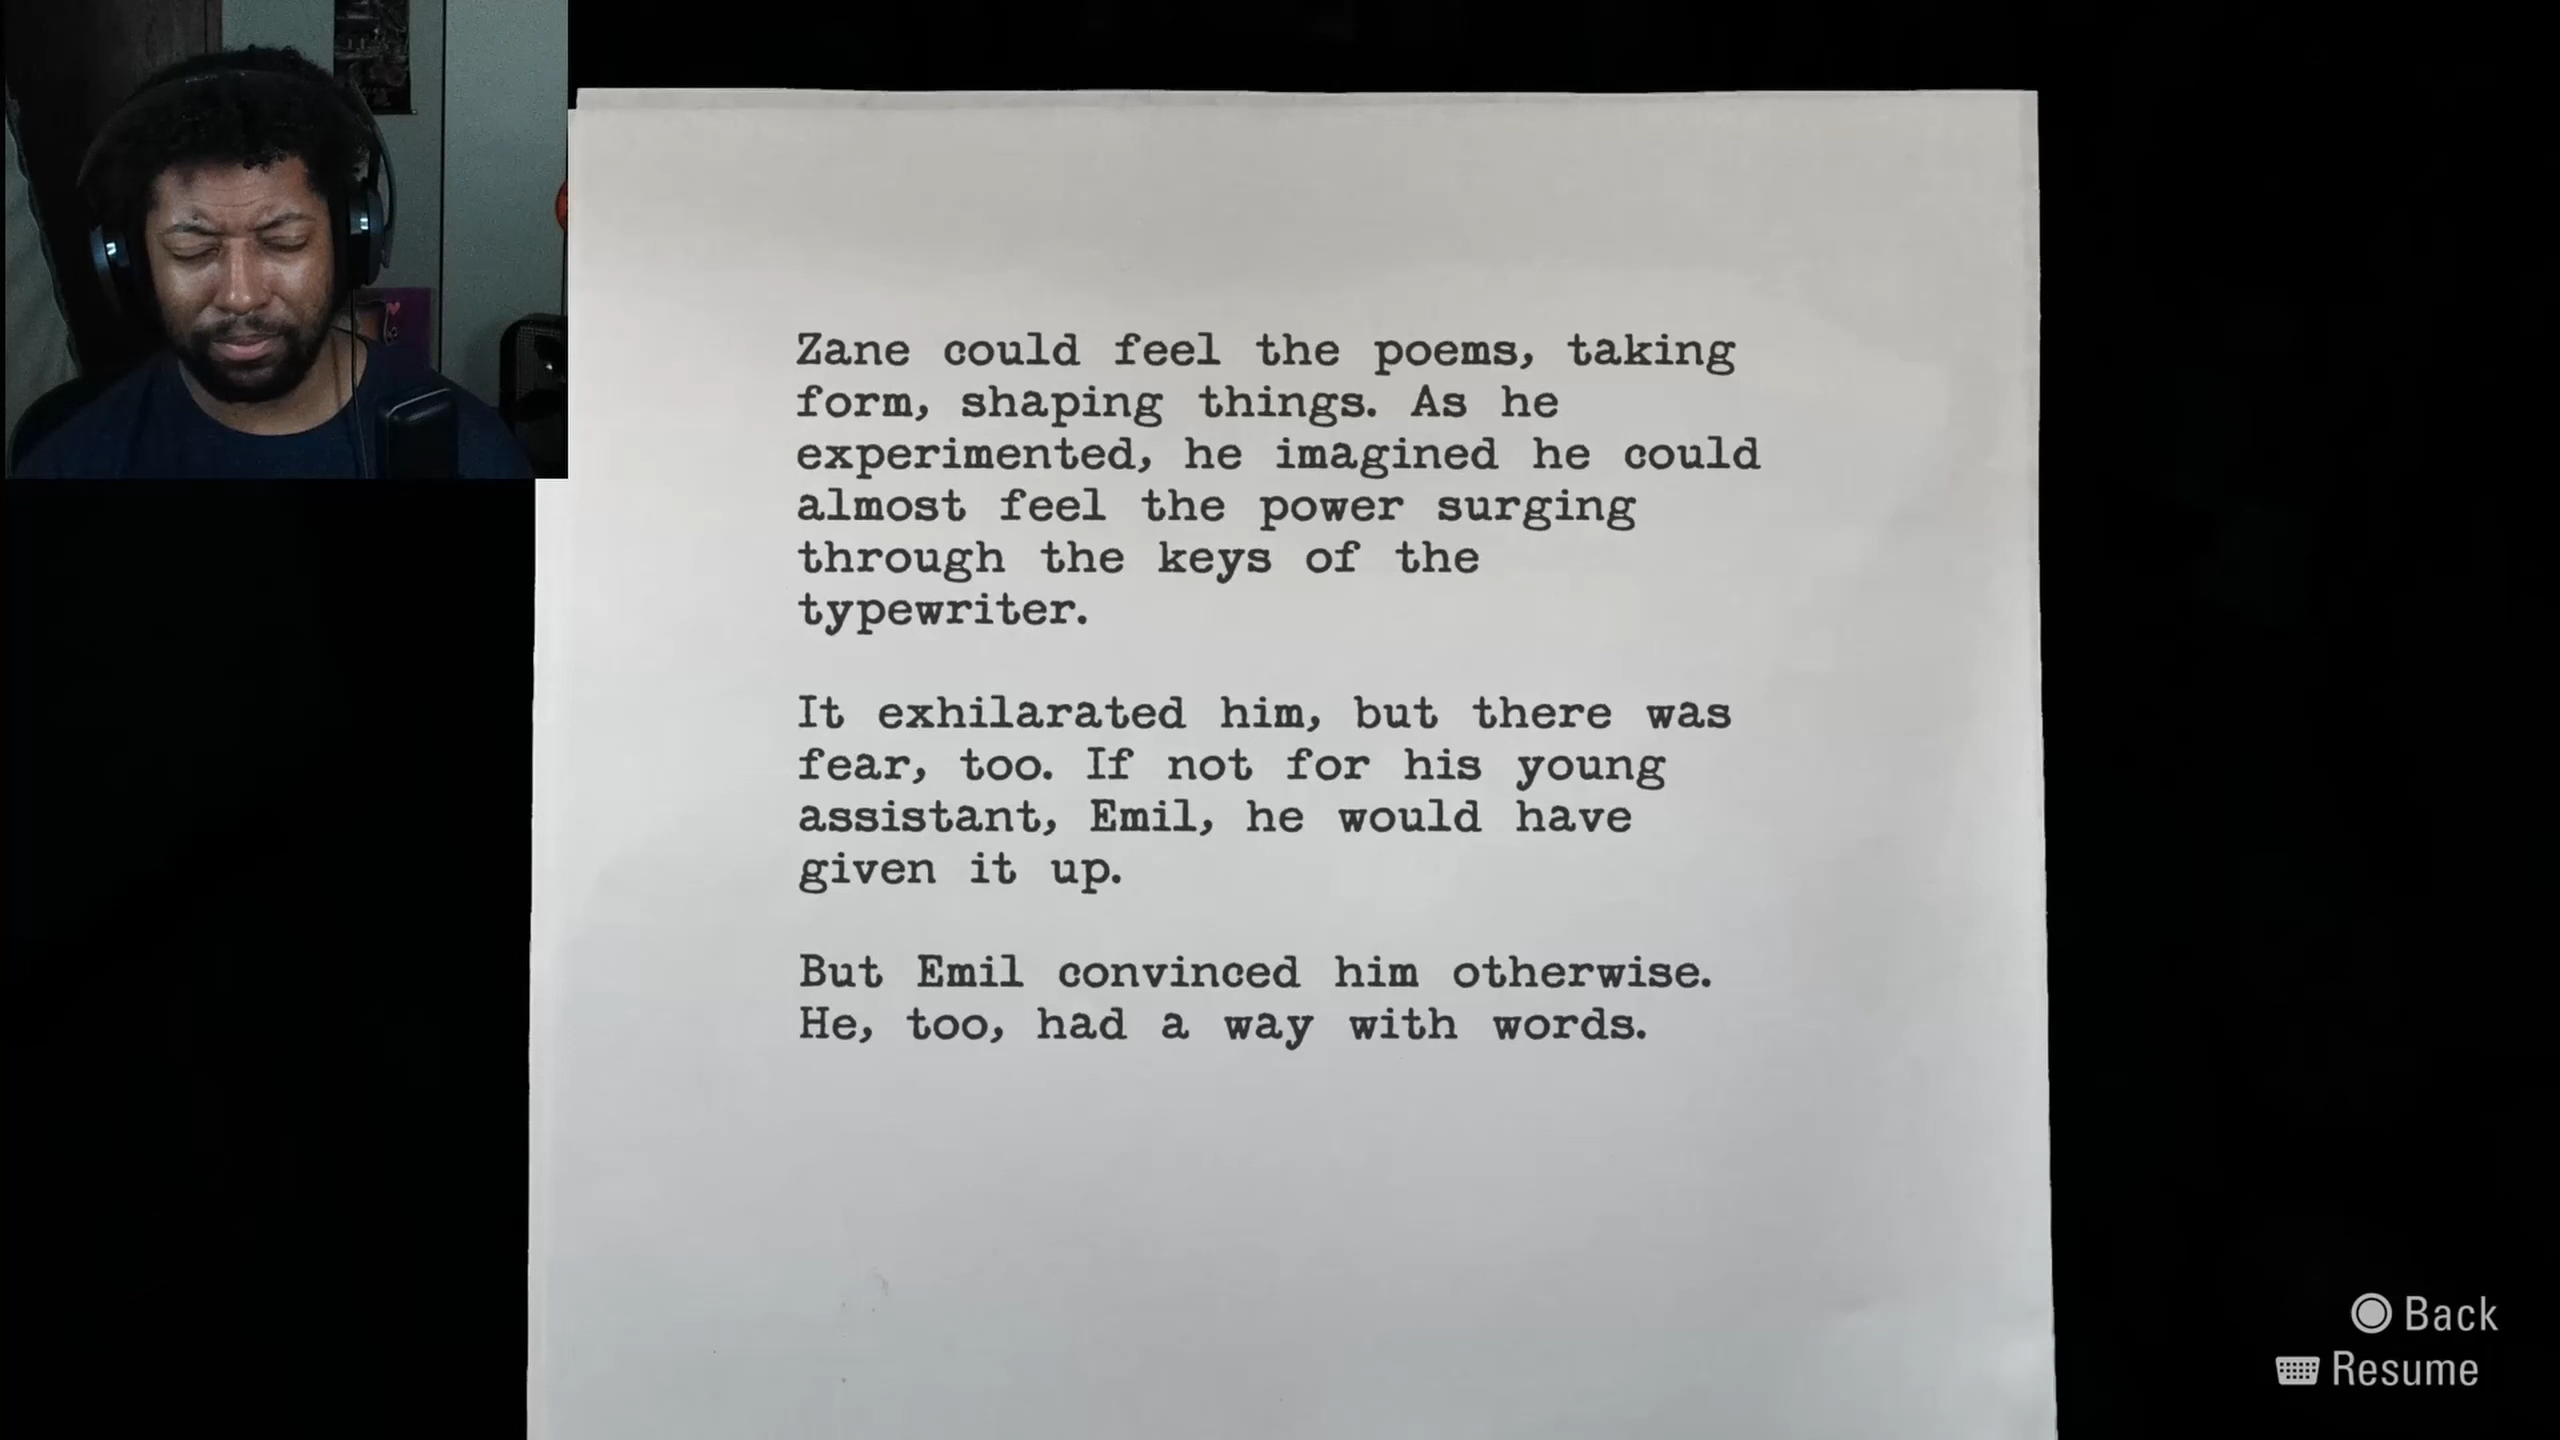 Zane could feel the poems, taking
form, shaping things. As he
experimented, he imagined he could
almost feel the power surging
through the keys of the
typewriter.
It exhilarated him, but there was
fear, too. If not for his young
assistant, Emil, he would have
given it up.
But Emil convinced him otherwise.
He, too, had a way with words.
Back
Resume